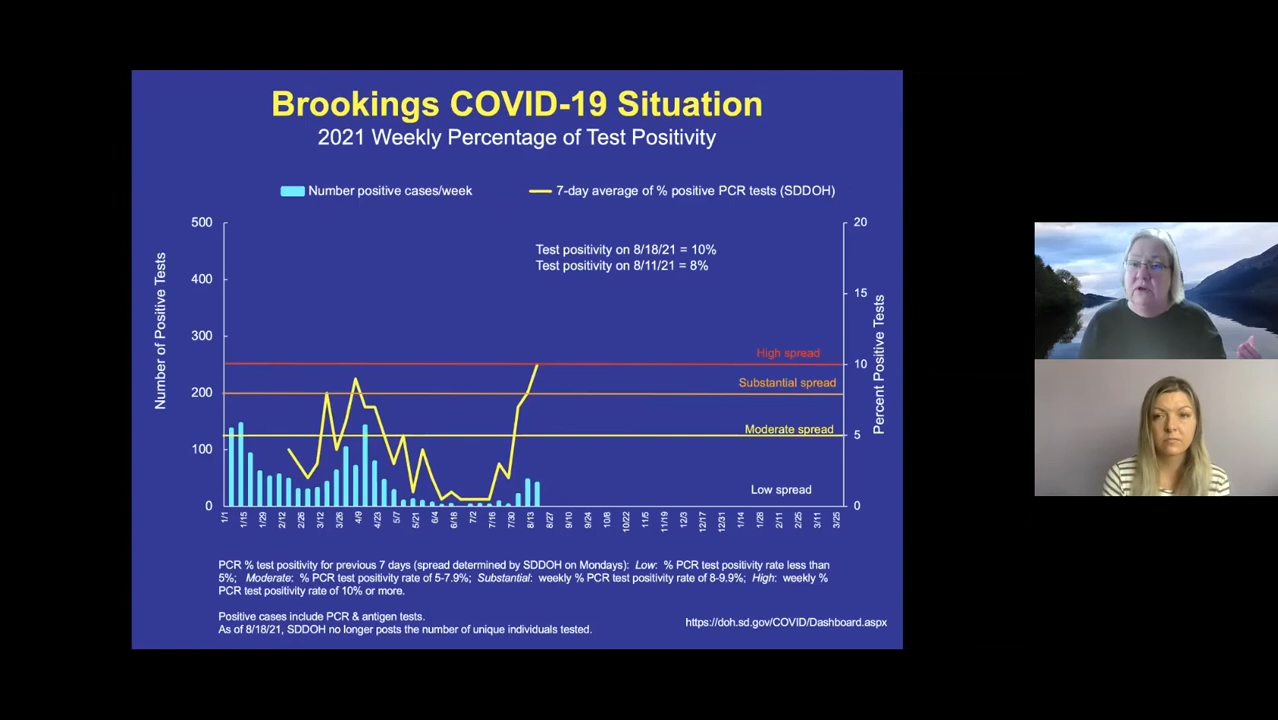 Brookings COVID-19 Situation
2021 Weekly Percentage of Test Positivity
Number positive cases/week
7-day average of % positive PCR tests (SDDOH)
Number of Positive Tests
500
400
300
200
100
0
Test positivity on 8/18/21 = 10%
Test positivity on 8/11/21 = 8%
High spread
Substantial spread
Moderate spread
Low spread
20
15
10
5
0
Percent Positive Tests
1/1
1/15
1/29
2/12
2/26
3/12
3/26
4/9
4/23
5/7
5/21
6/4
6/18
7/2
7/16
7/30
8/13
8/27
9/10
9/24
10/8
10/22
11/5
11/19
12/3
12/17
12/31
1/14
1/28
2/11
2/25
3/11
3/25
PCR % test positivity for previous 7 days (spread determined by SDDOH on Mondays): Low: % PCR test positivity rate less than
5%; Moderate: % PCR test positivity rate of 5-7.9%; Substantial: weekly % PCR test positivity rate of 8-9.9%; High: weekly %
PCR test positivity rate of 10% or more.
Positive cases include PCR & antigen tests.
As of 8/18/21, SDDOH no longer posts the number of unique individuals tested.
https://doh.sd.gov/COVID/Dashboard.aspx